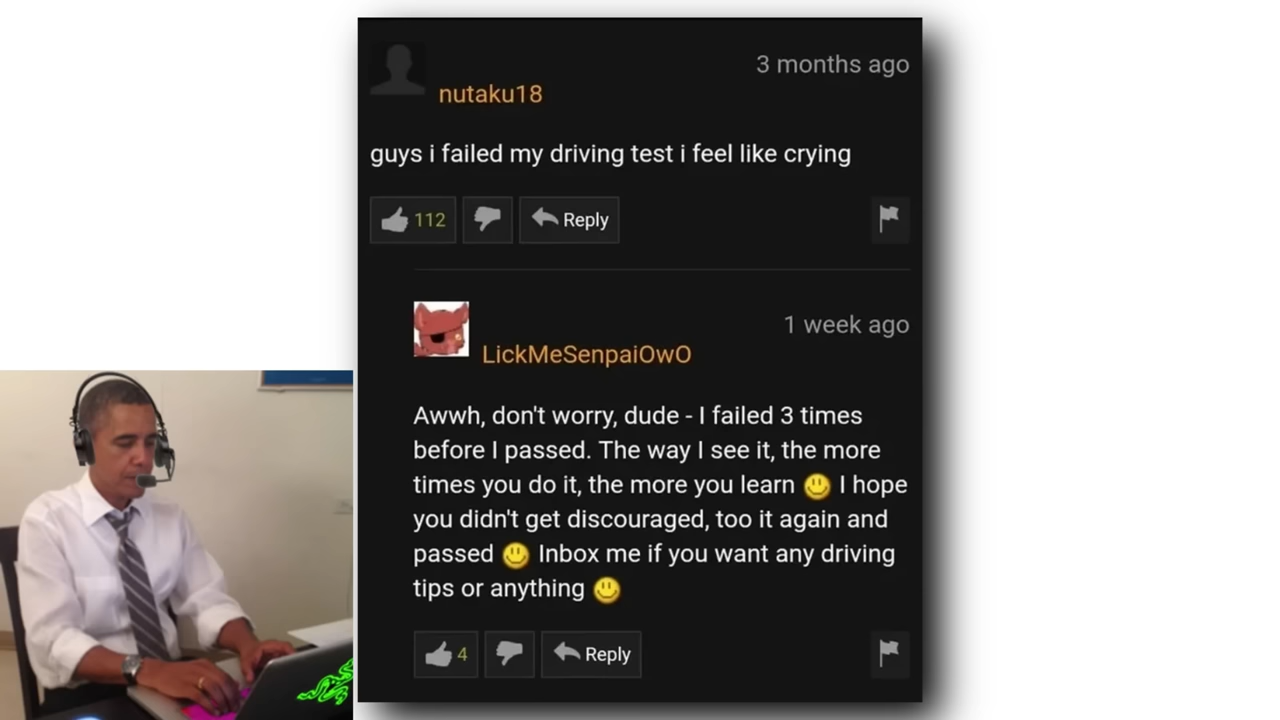 3 months ago
nutaku18
guys i failed my driving test i feel like crying
112
Reply
1 week ago
LickMeSenpaiOwO
Awwh, don't worry, dude - I failed 3 times
before I passed. The way I see it, the more
times you do it, the more you learn 🙂 I hope
you didn't get discouraged, too it again and
passed 🙂 Inbox me if you want any driving
tips or anything 🙂
4
Reply